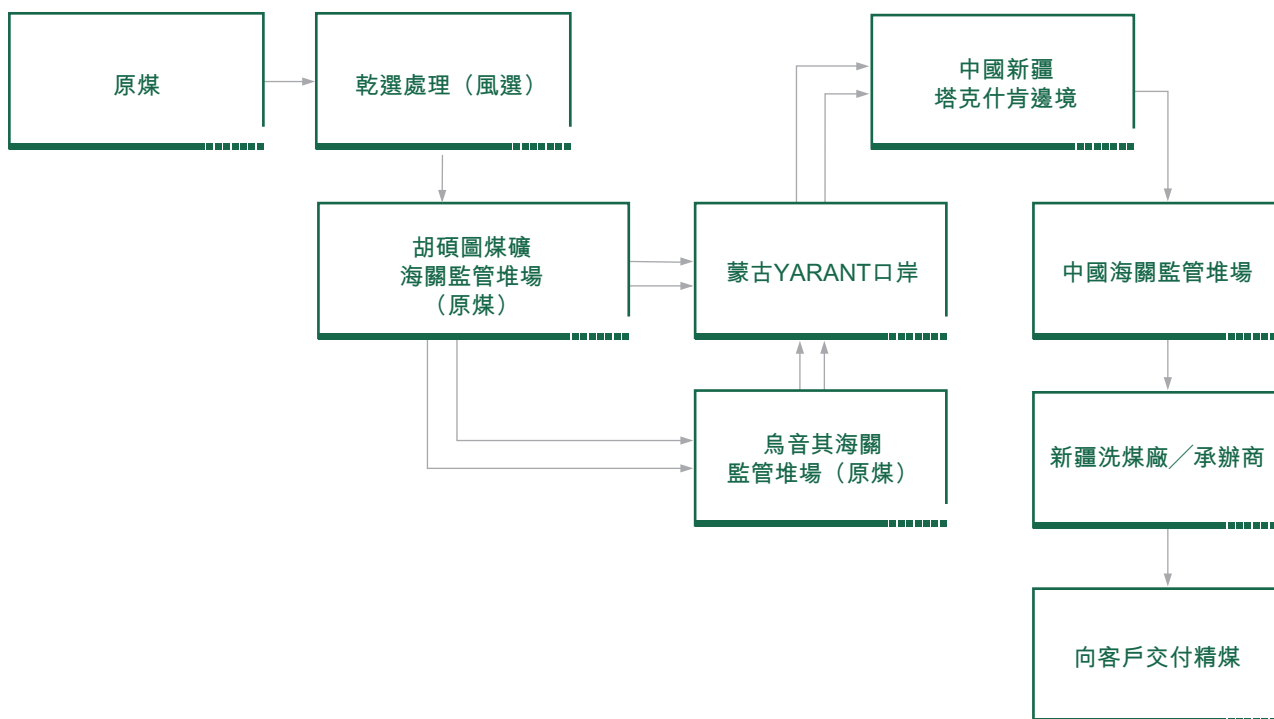 原煤
乾選處理（風選）
中國新疆
塔克什肯邊境
胡碩圖煤礦
海關監管堆場
（原煤）
蒙古YARANT口岸
中國海關監管堆場
烏音其海關
監管堆場（原煤）
新疆洗煤廠／承辦商
向客戶交付精煤